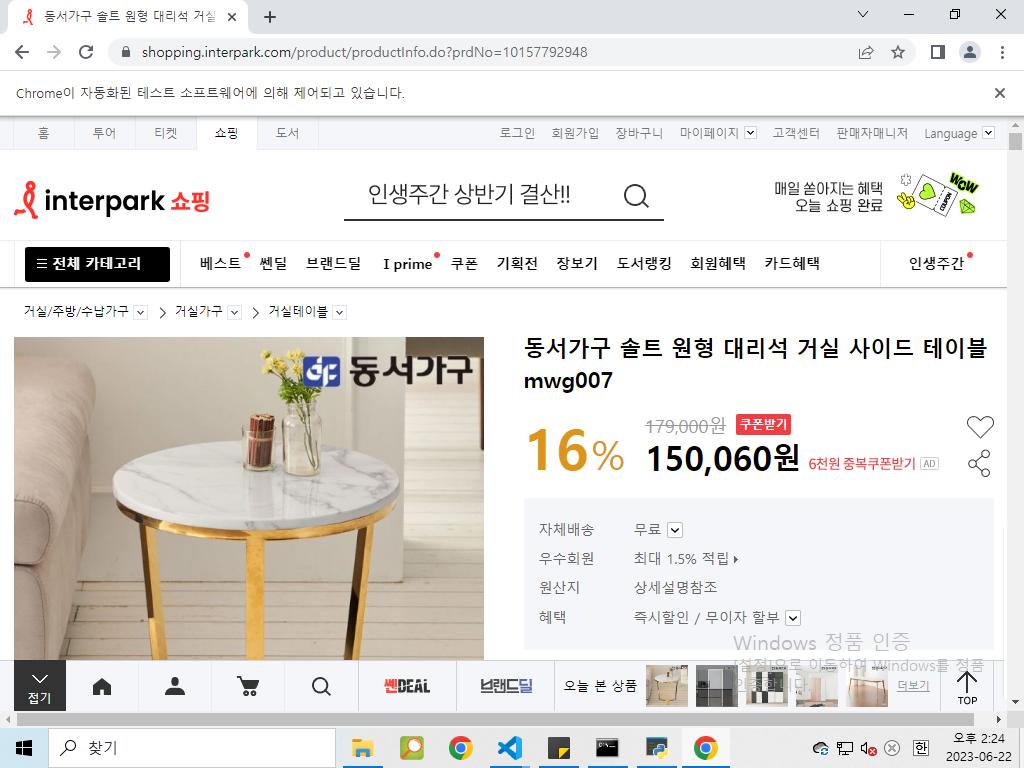 동서가구 솔트 원형 대리석 거실
shopping.interpark.com/product/productInfo.do?prdNo=10157792948
Chrome이 자동화된 테스트 소프트웨어에 의해 제어되고 있습니다.
홈 투어 티켓 쇼핑 도서 로그인 회원가입 장바구니 마이페이지 고객센터 판매자매니저 Language
interpark 쇼핑 인생주간 상반기 결산!! 매일 쏟아지는 혜택
오늘 쇼핑 완료
WOW
COUPON
전체 카테고리 베스트 쎈딜 브랜드딜 I prime 쿠폰 기획전 장보기 도서랭킹 회원혜택 카드혜택 인생주간
거실/주방/수납가구 거실가구 거실테이블
동서가구
동서가구 솔트 원형 대리석 거실 사이드 테이블
mwg007
16% 179,000원 쿠폰받기
150,060원 6천원 중복쿠폰받기 AD
자체배송 무료
우수회원 최대 1.5% 적립
원산지 상세설명참조
혜택 즉시할인 / 무이자 할부
Windows 정품 인증
[설정]으로 이동하여 Windows를 정품
인증합니다.
접기 쎈DEAL 브랜드딜 오늘 본 상품 더보기 TOP
찾기 한 오후 2:24
2023-06-22